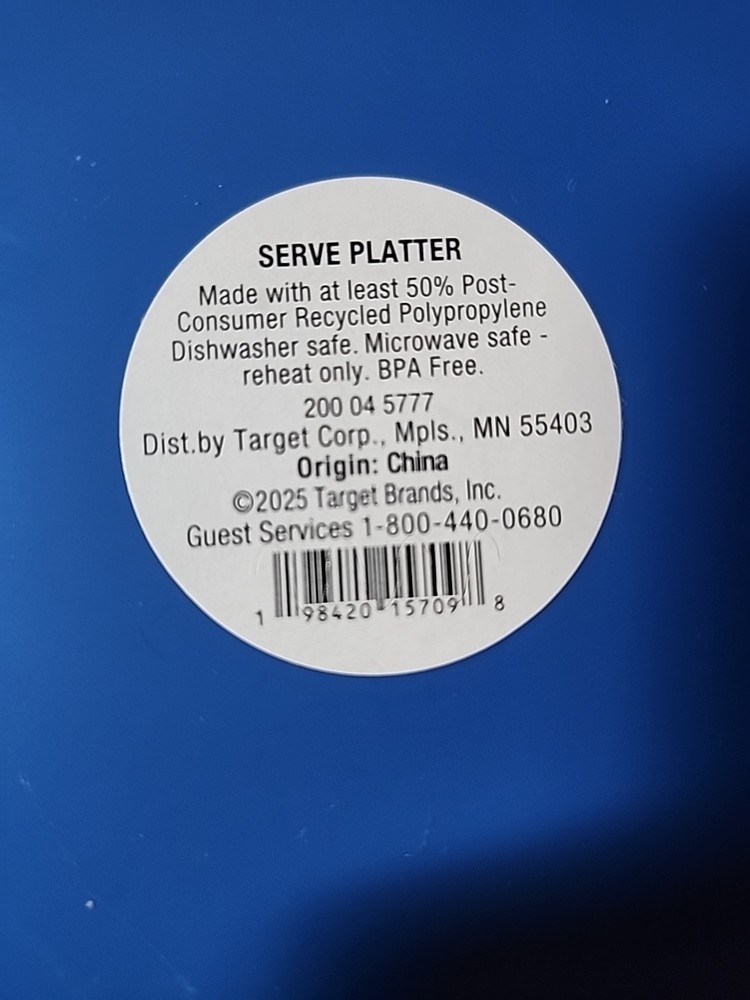 SERVE PLATTER
Made with at least 50% Post-
Consumer Recycled Polypropylene
Dishwasher safe. Microwave safe -
reheat only. BPA Free.
200 04 5777
Dist.by Target Corp., Mpls., MN 55403
Origin: China
©2025 Target Brands, Inc.
Guest Services 1-800-440-0680
1 98420 15709 8